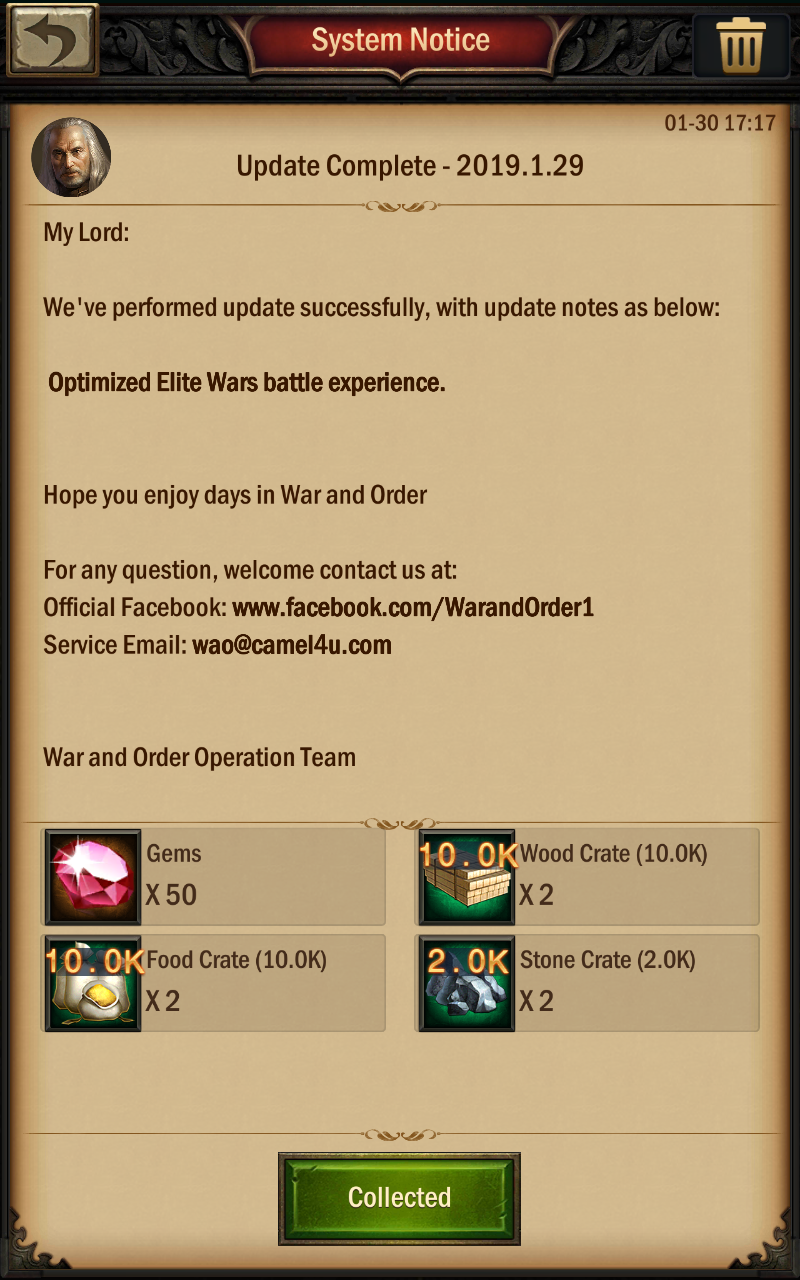 System Notice
01-30 17:17
Update Complete - 2019.1.29
My Lord:
We've performed update successfully, with update notes as below:
Optimized Elite Wars battle experience.
Hope you enjoy days in War and Order
For any question, welcome contact us at:
Official Facebook: www.facebook.com/WarandOrder1
Service Email: wao@camel4u.com
War and Order Operation Team
Gems
X 50
10.0K
Wood Crate (10.0K)
X 2
10.0K
Food Crate (10.0K)
X 2
2.0K
Stone Crate (2.0K)
X 2
Collected